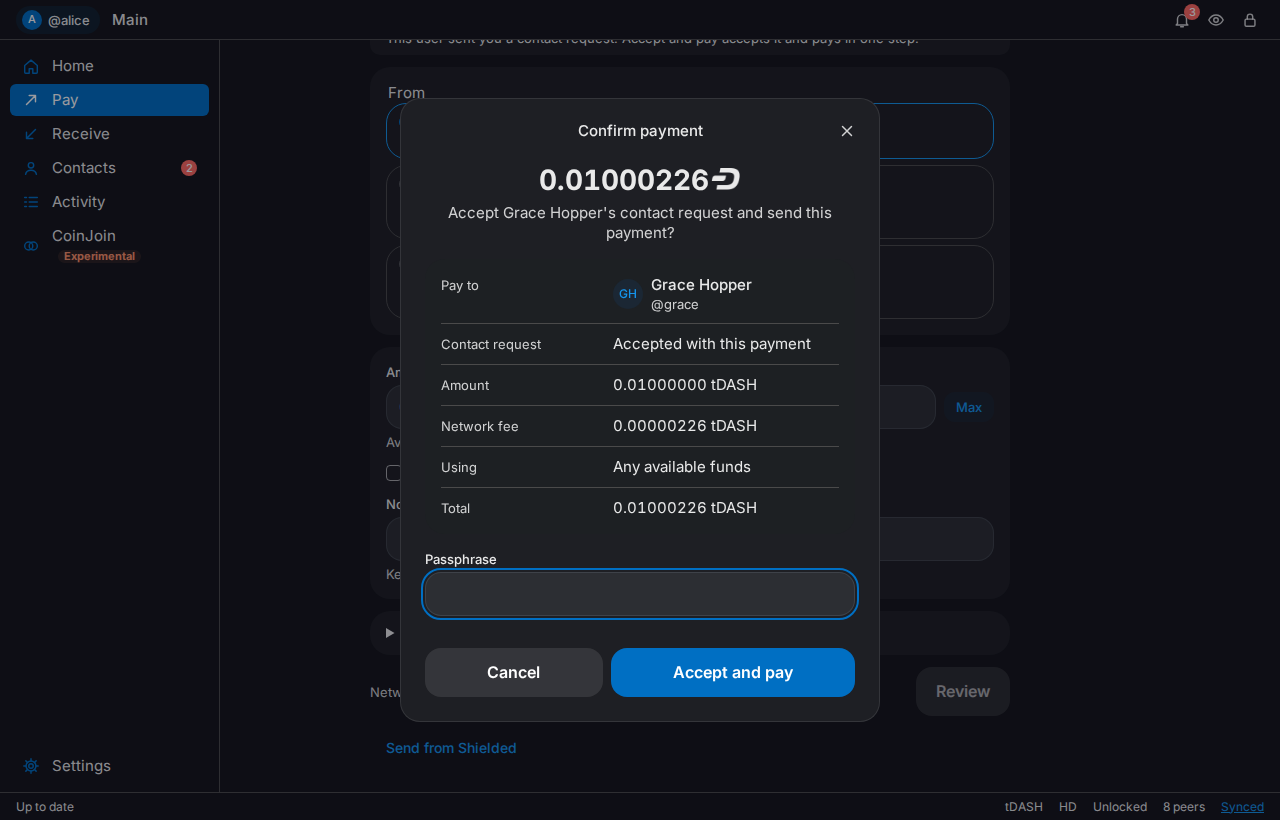 A @alice Main 3
This user sent you a contact request. Accept and pay accepts it and pays in one step.
Home
Pay
Receive
Contacts 2
Activity
CoinJoin
Experimental
Settings
From
Max
Review
Send from Shielded
Confirm payment
0.01000226
Accept Grace Hopper's contact request and send this
payment?
Pay to GH Grace Hopper
@grace
Contact request Accepted with this payment
Amount 0.01000000 tDASH
Network fee 0.00000226 tDASH
Using Any available funds
Total 0.01000226 tDASH
Passphrase
Cancel Accept and pay
Up to date tDASH HD Unlocked 8 peers Synced